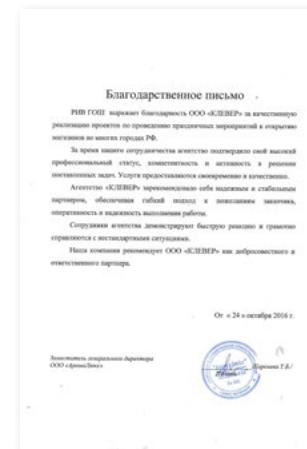 Благодарственное письмо
РИВ ГОШ выражает благодарность ООО «КЛЕВЕР» за качественную
реализацию проектов по проведению праздничных мероприятий к открытию
магазинов во многих городах РФ.
За время нашего сотрудничества агентство подтвердило свой высокий
профессиональный статус, компетентность и активность в решении
поставленных задач. Услуги предоставляются своевременно и качественно.
Агентство «КЛЕВЕР» зарекомендовало себя надежным и стабильным
партнером, обеспечивая гибкий подход к пожеланиям заказчика,
оперативность и надежность выполнения работы.
Сотрудники агентства демонстрируют быструю реакцию и грамотно
справляются с нестандартными ситуациями.
Наша компания рекомендует ООО «КЛЕВЕР» как добросовестного и
ответственного партнера.
От « 24 » октября 2016 г.
Заместитель генерального директора
ООО «АромаЛюкс»
Т.В./